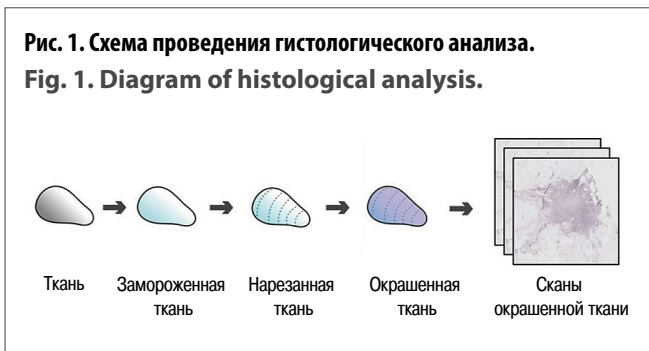 Рис. 1. Схема проведения гистологического анализа.
Fig. 1. Diagram of histological analysis.
Ткань
Замороженная
ткань
Нарезанная
ткань
Окрашенная
ткань
Сканы
окрашенной ткани